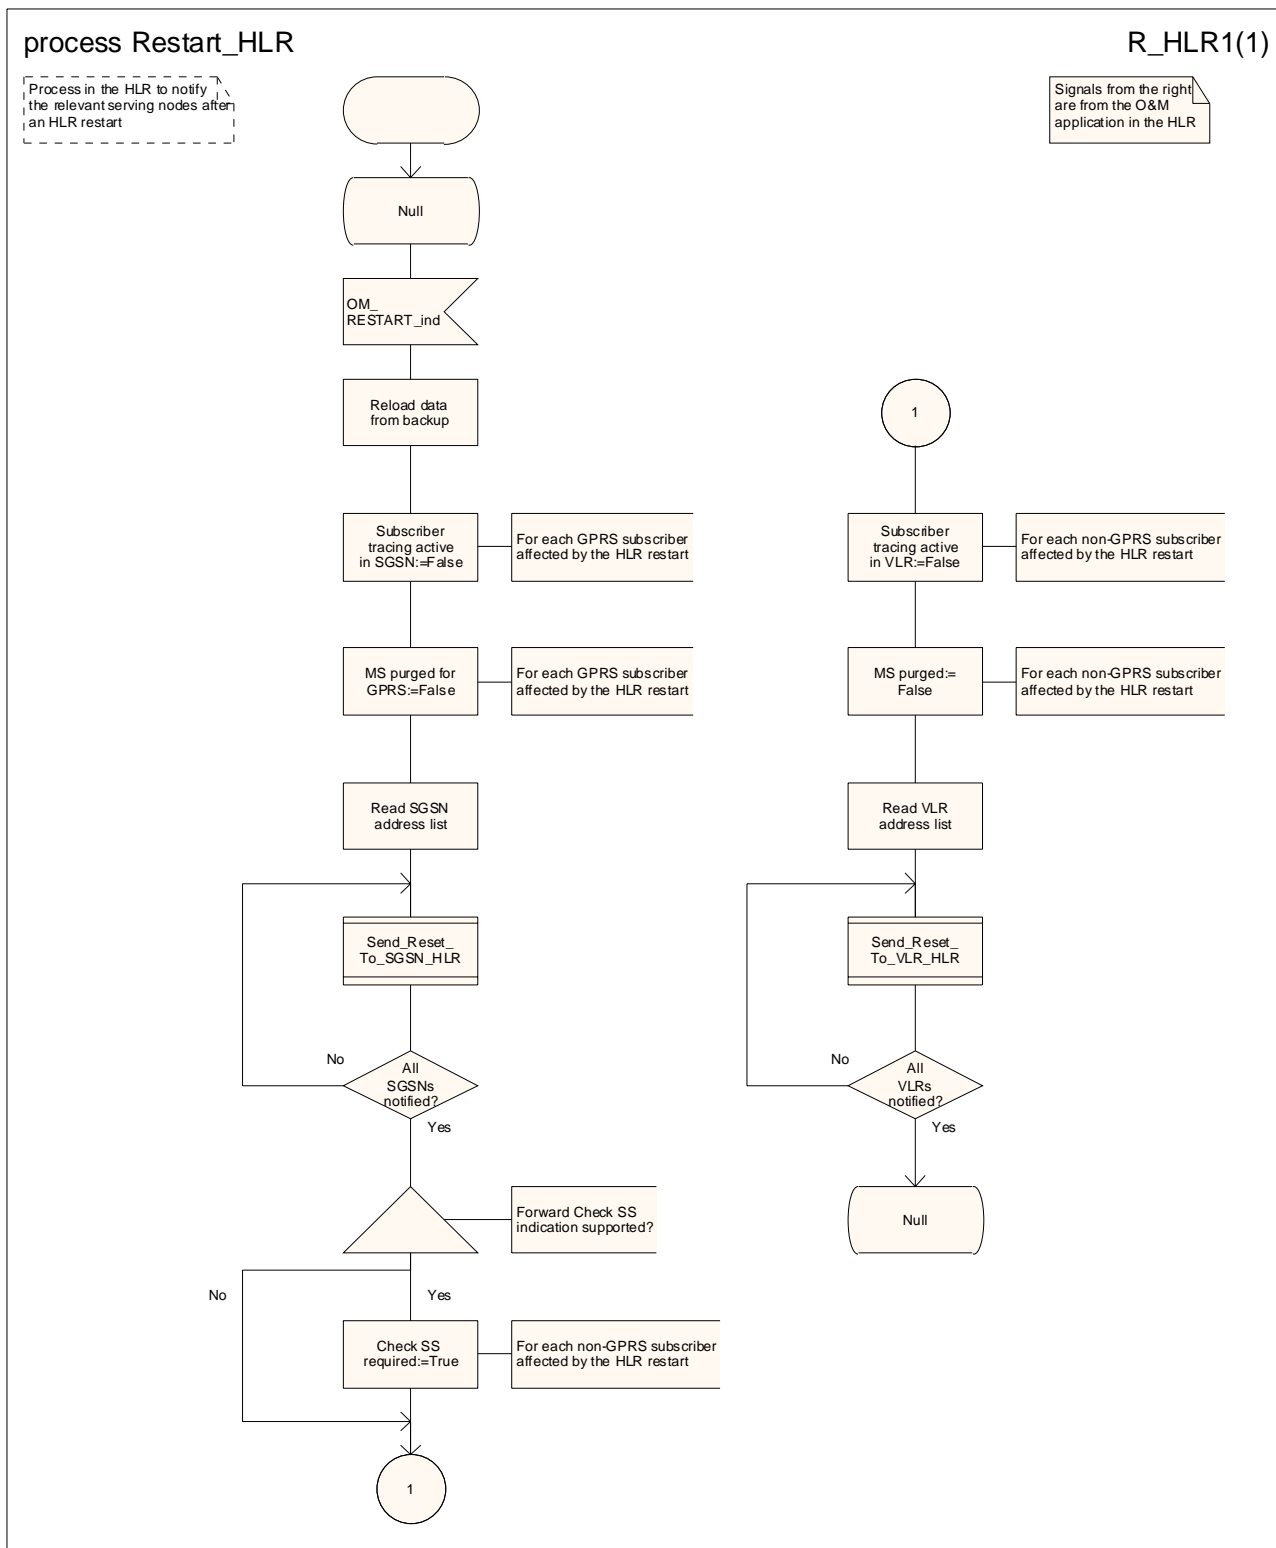 process Restart_HLR
R_HLR1(1)
Process in the HLR to notify
the relevant serving nodes after
an HLR restart
Signals from the right
are from the O&M
application in the HLR
Null
OM_
RESTART_ind
Reload data
from backup
Subscriber
tracing active
in SGSN:=False
For each GPRS subscriber
affected by the HLR restart
MS purged for
GPRS:=False
For each GPRS subscriber
affected by the HLR restart
Read SGSN
address list
Send_Reset_
To_SGSN_HLR
No
All
SGSNs
notified?
Yes
Forward Check SS
indication supported?
No
Yes
Check SS
required:=True
For each non-GPRS subscriber
affected by the HLR restart
1
1
Subscriber
tracing active
in VLR:=False
For each non-GPRS subscriber
affected by the HLR restart
MS purged:=
False
For each non-GPRS subscriber
affected by the HLR restart
Read VLR
address list
Send_Reset_
To_VLR_HLR
No
All
VLRs
notified?
Yes
Null